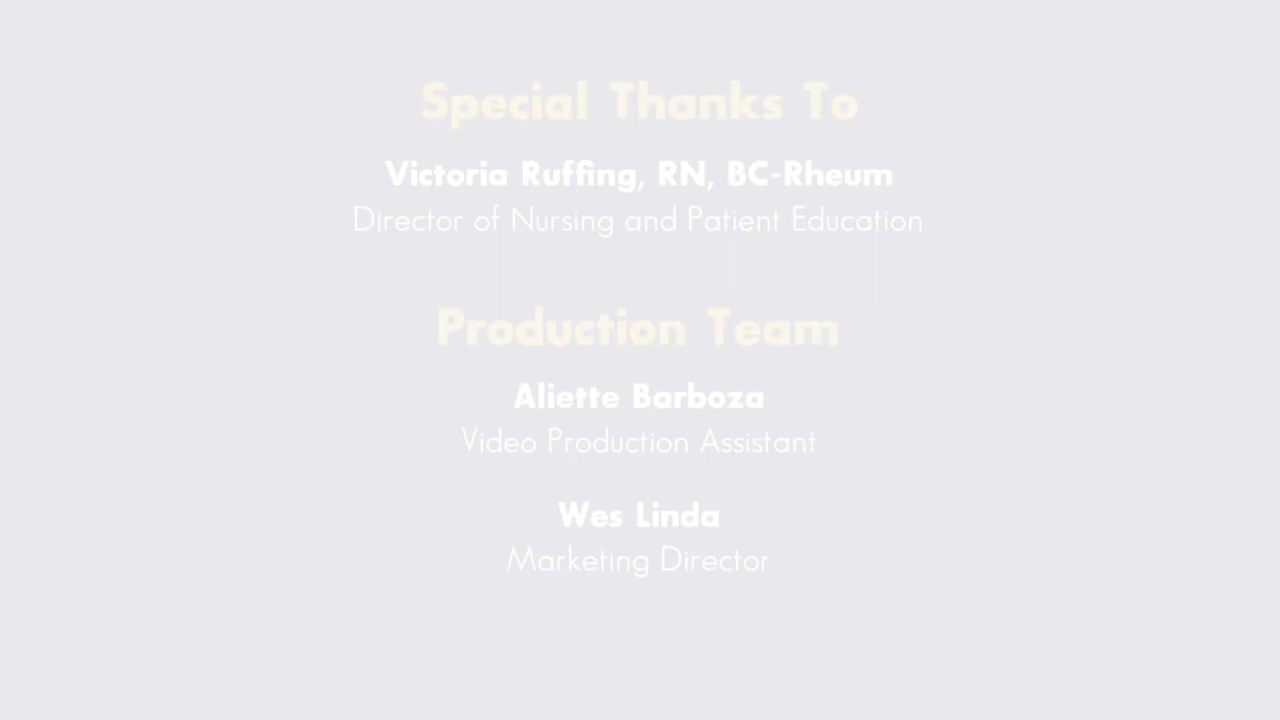 Special Thanks To
Victoria Ruffing, RN, BC-Rheum
Director of Nursing and Patient Education
Production Team
Aliette Barboza
Video Production Assistant
Wes Linda
Marketing Director